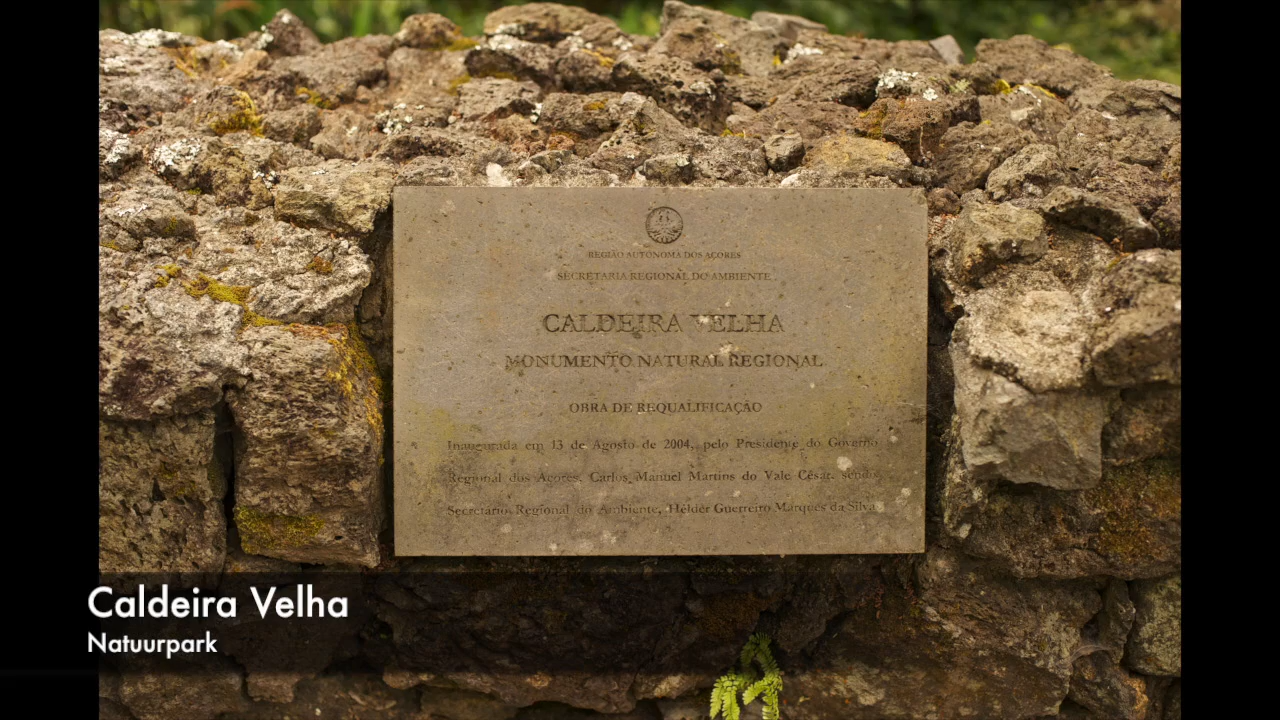 REGIÃO AUTÓNOMA DOS AÇORES
SECRETARIA REGIONAL DO AMBIENTE
CALDEIRA VELHA
MONUMENTO NATURAL REGIONAL
OBRA DE REQUALIFICAÇÃO
Inaugurada em 13 de Agosto de 2004, pelo Presidente do Governo
Regional dos Açores, Carlos Manuel Martins do Vale César, sendo
Secretário Regional do Ambiente, Hélder Guerreiro Marques da Silva.
Caldeira Velha
Natuurpark